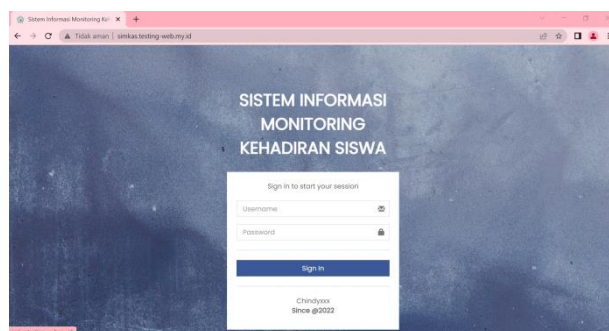 Sistem Informasi Monitoring Keh
Tidak aman | simkas.testing-web.my.id
SISTEM INFORMASI
MONITORING
KEHADIRAN SISWA
Sign in to start your session
Username
Password
Sign In
Chindyxxx
Since @2022